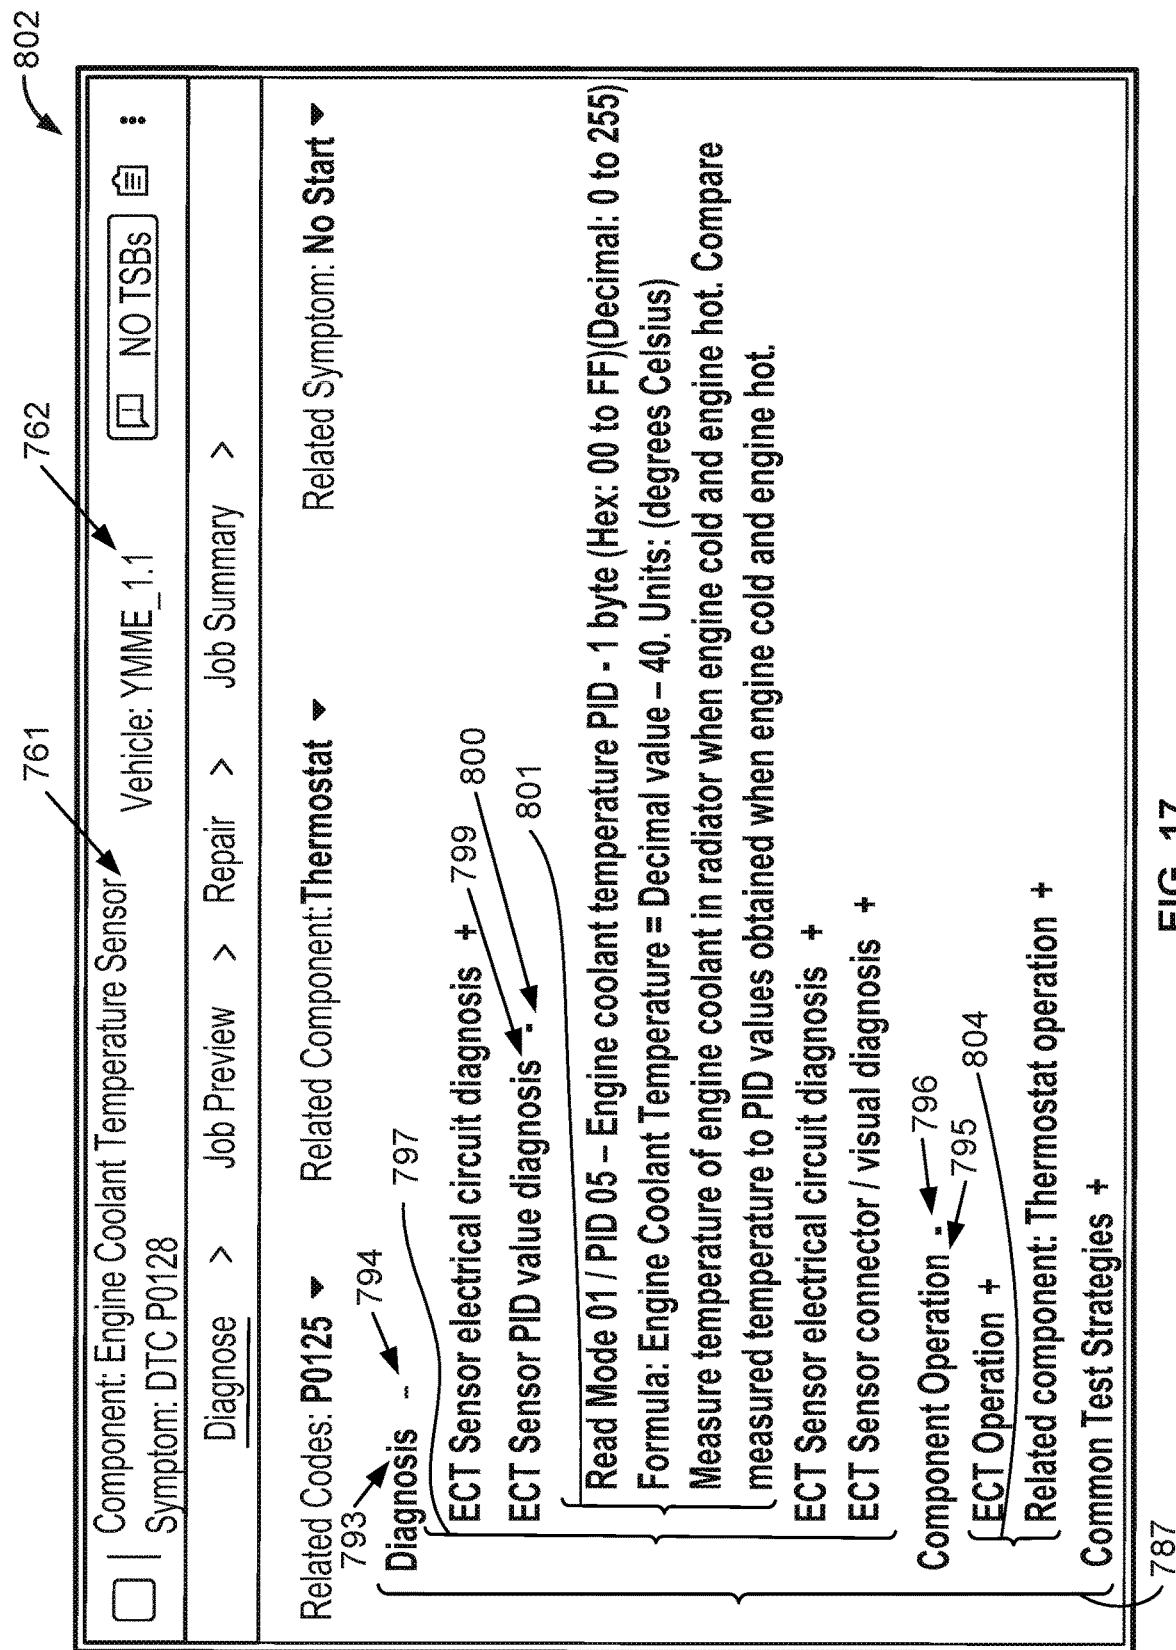 802
Component: Engine Coolant Temperature Sensor
Symptom: DTC P0128
761
Vehicle: YMME_1.1
762
NO TSBs
Diagnose > Job Preview > Repair > Job Summary >
Related Codes: P0125 Related Component:Thermostat Related Symptom: No Start
793
Diagnosis -
794
797
ECT Sensor electrical circuit diagnosis +
799
ECT Sensor PID value diagnosis -
800
801
Read Mode 01 / PID 05 – Engine coolant temperature PID - 1 byte (Hex: 00 to FF)(Decimal: 0 to 255)
Formula: Engine Coolant Temperature = Decimal value – 40. Units: (degrees Celsius)
Measure temperature of engine coolant in radiator when engine cold and engine hot. Compare
measured temperature to PID values obtained when engine cold and engine hot.
ECT Sensor electrical circuit diagnosis +
ECT Sensor connector / visual diagnosis +
Component Operation -
796
795
ECT Operation +
804
Related component: Thermostat operation +
Common Test Strategies +
787
FIG. 17